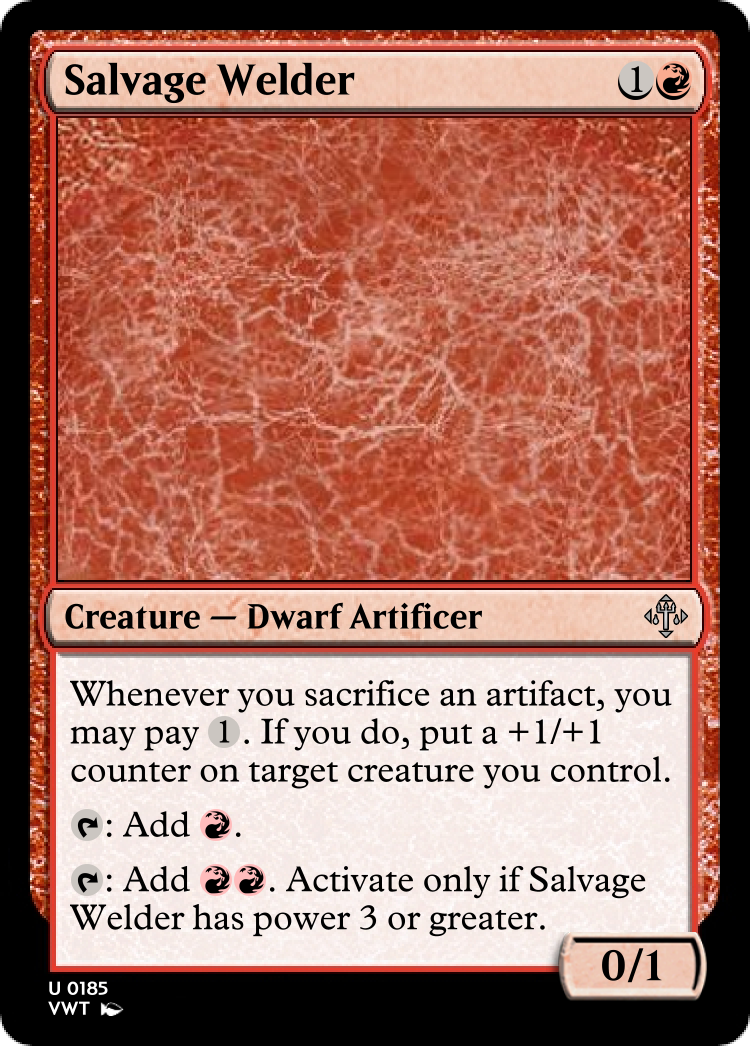 Salvage Welder 1
Creature — Dwarf Artificer
Whenever you sacrifice an artifact, you
may pay 1. If you do, put a +1/+1
counter on target creature you control.
: Add .
: Add . Activate only if Salvage
Welder has power 3 or greater.
0/1
U 0185
VWT